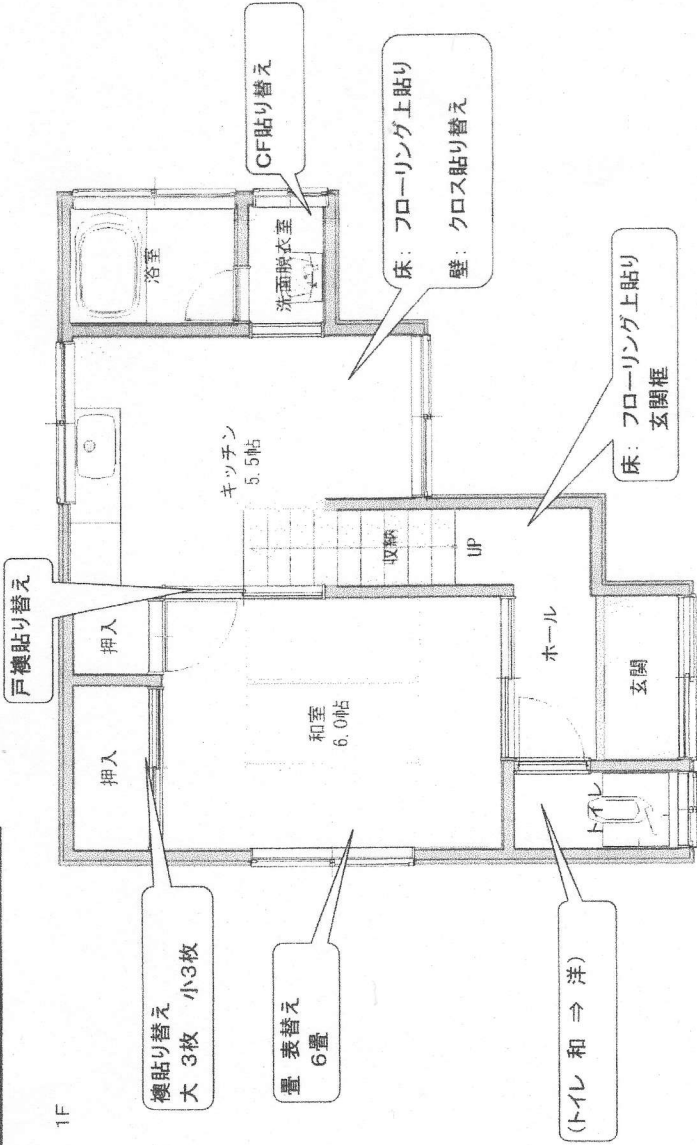 1F
襖貼り替え
大 3枚 小3枚
畳 表替え
6畳
(トイレ 和 ⇒ 洋)
戸襖貼り替え
押入
押入
和室
6.0帖
トイレ
ホール
玄関
キッチン
5.5帖
収納
UP
浴室
洗面脱衣室
CF貼り替え
床: フローリング上貼り
壁: クロス貼り替え
床: フローリング上貼り
玄関框